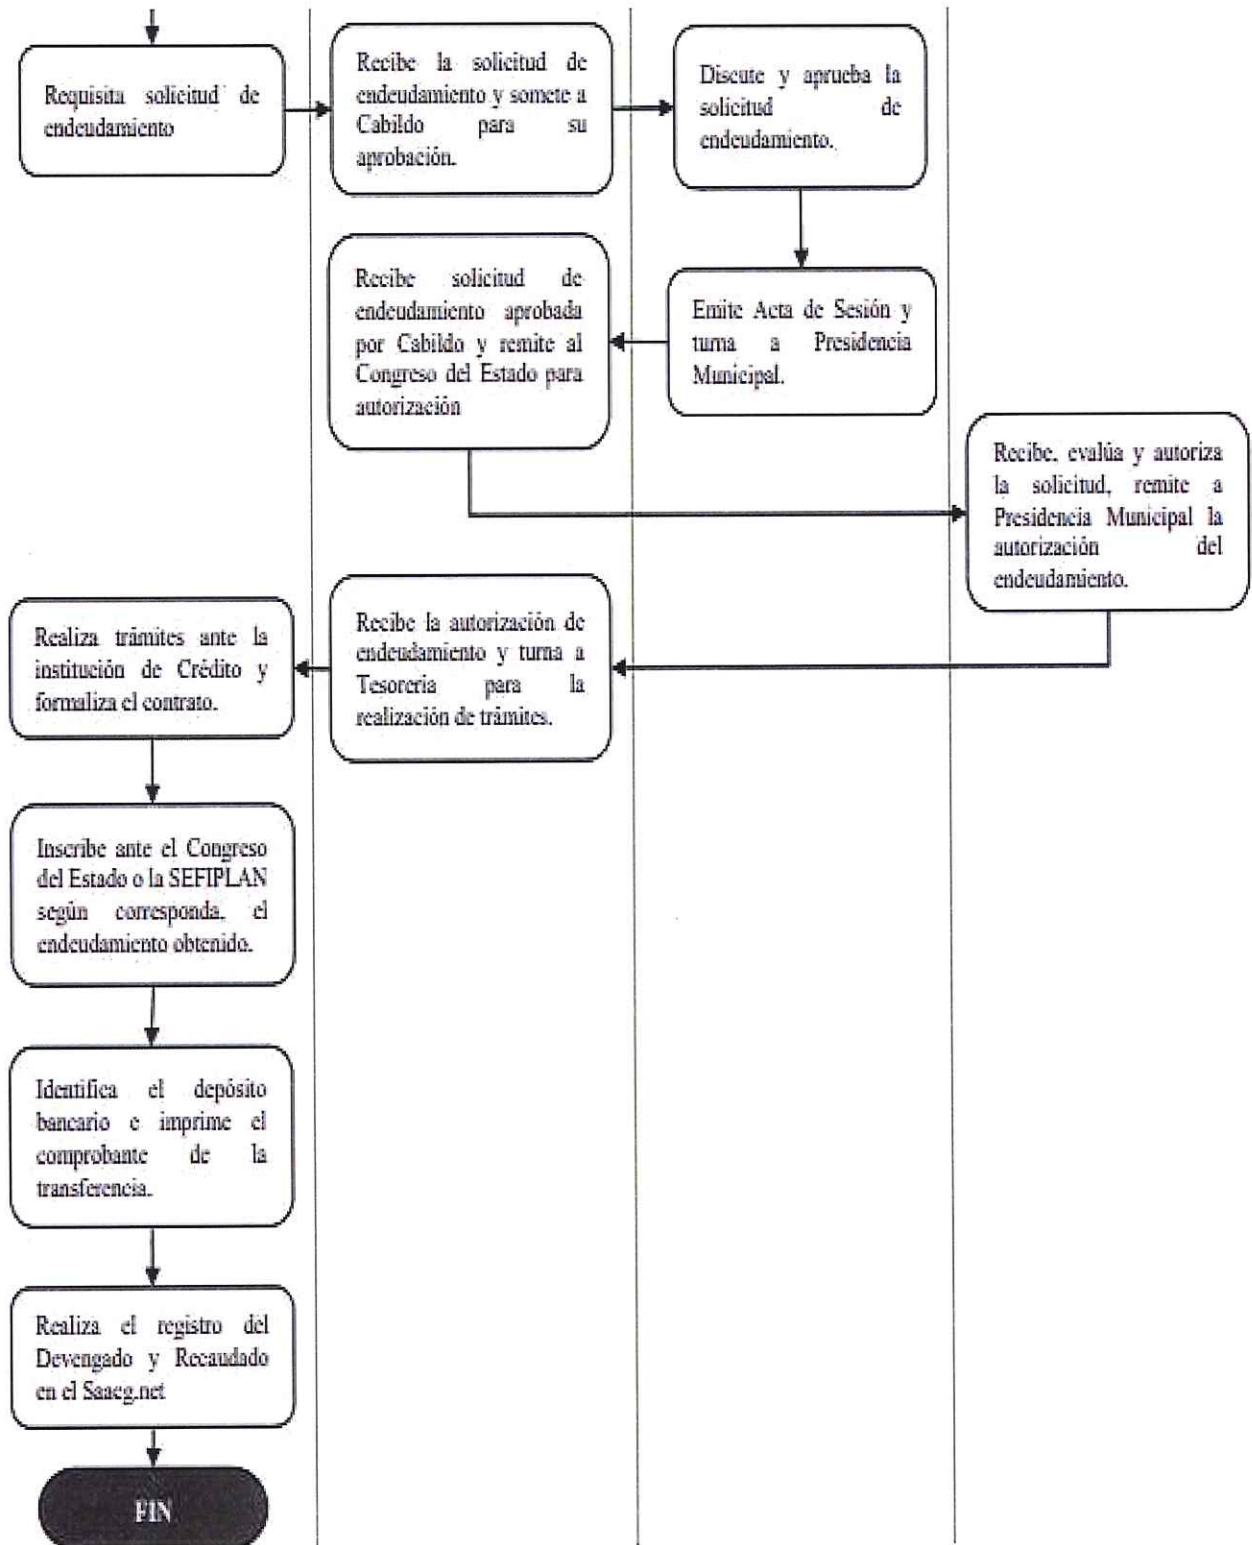 Requisita solicitud de
endeudamiento
Recibe la solicitud de
endeudamiento y somete a
Cabildo para su
aprobación.
Discute y aprueba la
solicitud de
endeudamiento.
Emite Acta de Sesión y
turna a Presidencia
Municipal.
Recibe solicitud de
endeudamiento aprobada
por Cabildo y remite al
Congreso del Estado para
autorización
Recibe, evalúa y autoriza
la solicitud, remite a
Presidencia Municipal la
autorización del
endeudamiento.
Recibe la autorización de
endeudamiento y turna a
Tesorería para la
realización de trámites.
Realiza trámites ante la
institución de Crédito y
formaliza el contrato.
Inscribe ante el Congreso
del Estado o la SEFIPLAN
según corresponda, el
endeudamiento obtenido.
Identifica el depósito
bancario e imprime el
comprobante de la
transferencia.
Realiza el registro del
Devengado y Recaudado
en el Saacg.net
FIN